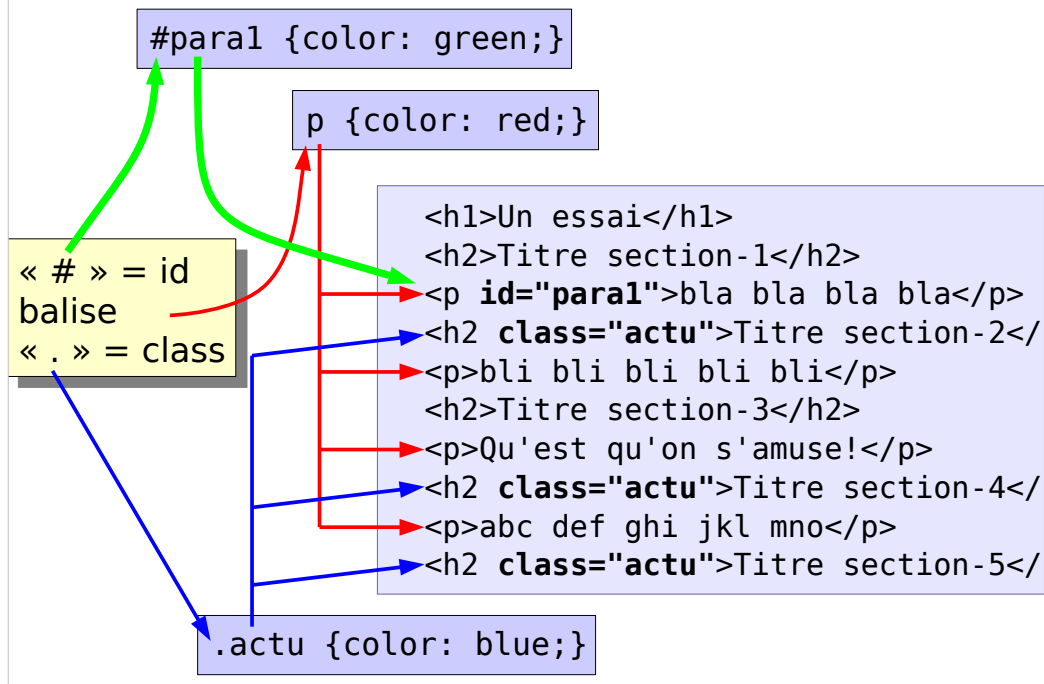 #para1 {color: green;}
p {color: red;}
<h1>Un essai</h1>
<h2>Titre section-1</h2>
<p id="para1">bla bla bla bla</p>
<h2 class="actu">Titre section-2</
<p>bli bli bli bli bli</p>
<h2>Titre section-3</h2>
<p>Qu'est qu'on s'amuse!</p>
<h2 class="actu">Titre section-4</
<p>abc def ghi jkl mno</p>
<h2 class="actu">Titre section-5</
« # » = id
balise
« . » = class
.actu {color: blue;}